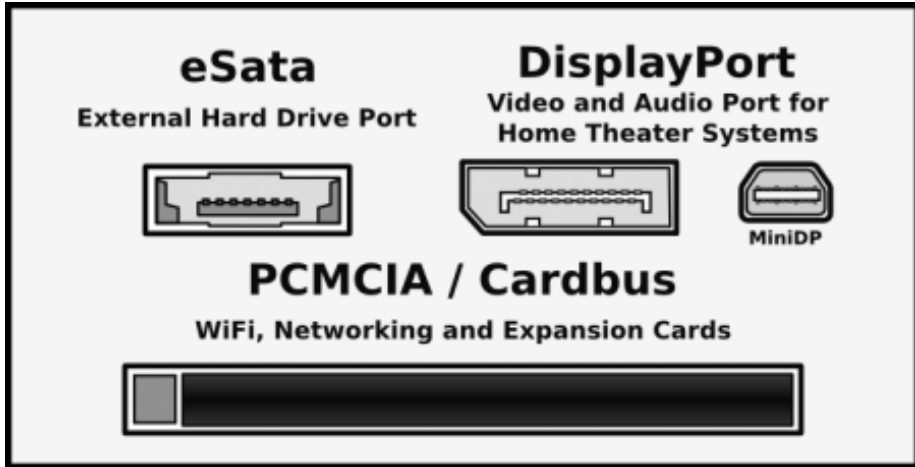 eSata
External Hard Drive Port
DisplayPort
Video and Audio Port for
Home Theater Systems
MiniDP
PCMCIA / Cardbus
WiFi, Networking and Expansion Cards